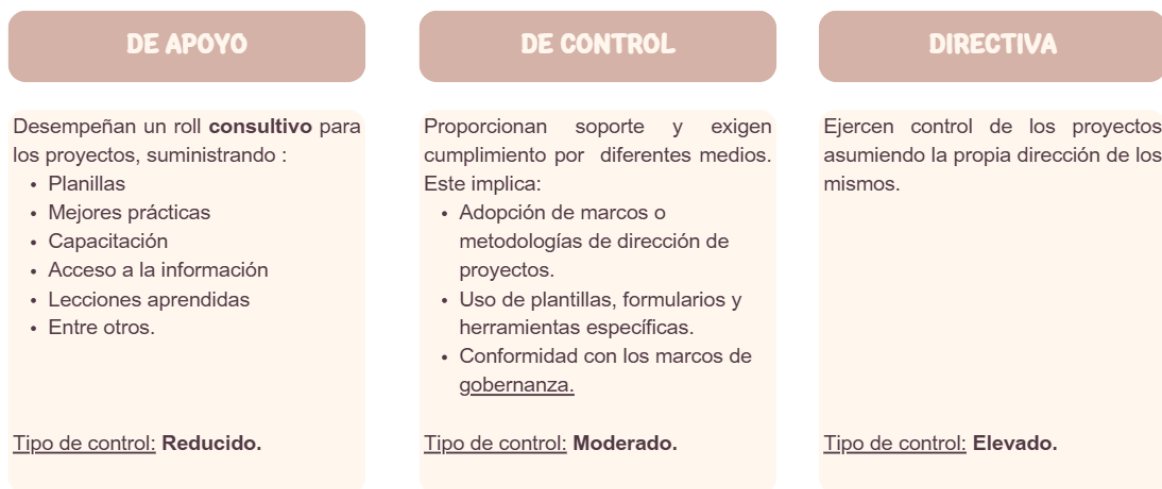 DE APOYO
Desempeñan un roll consultivo para
los proyectos, suministrando :
• Planillas
• Mejores prácticas
• Capacitación
• Acceso a la información
• Lecciones aprendidas
• Entre otros.
Tipo de control: Reducido.
DE CONTROL
Proporcionan soporte y exigen
cumplimiento por diferentes medios.
Este implica:
• Adopción de marcos o
metodologías de dirección de
proyectos.
• Uso de plantillas, formularios y
herramientas específicas.
• Conformidad con los marcos de
gobernanza.
Tipo de control: Moderado.
DIRECTIVA
Ejercen control de los proyectos
asumiendo la propia dirección de los
mismos.
Tipo de control: Elevado.